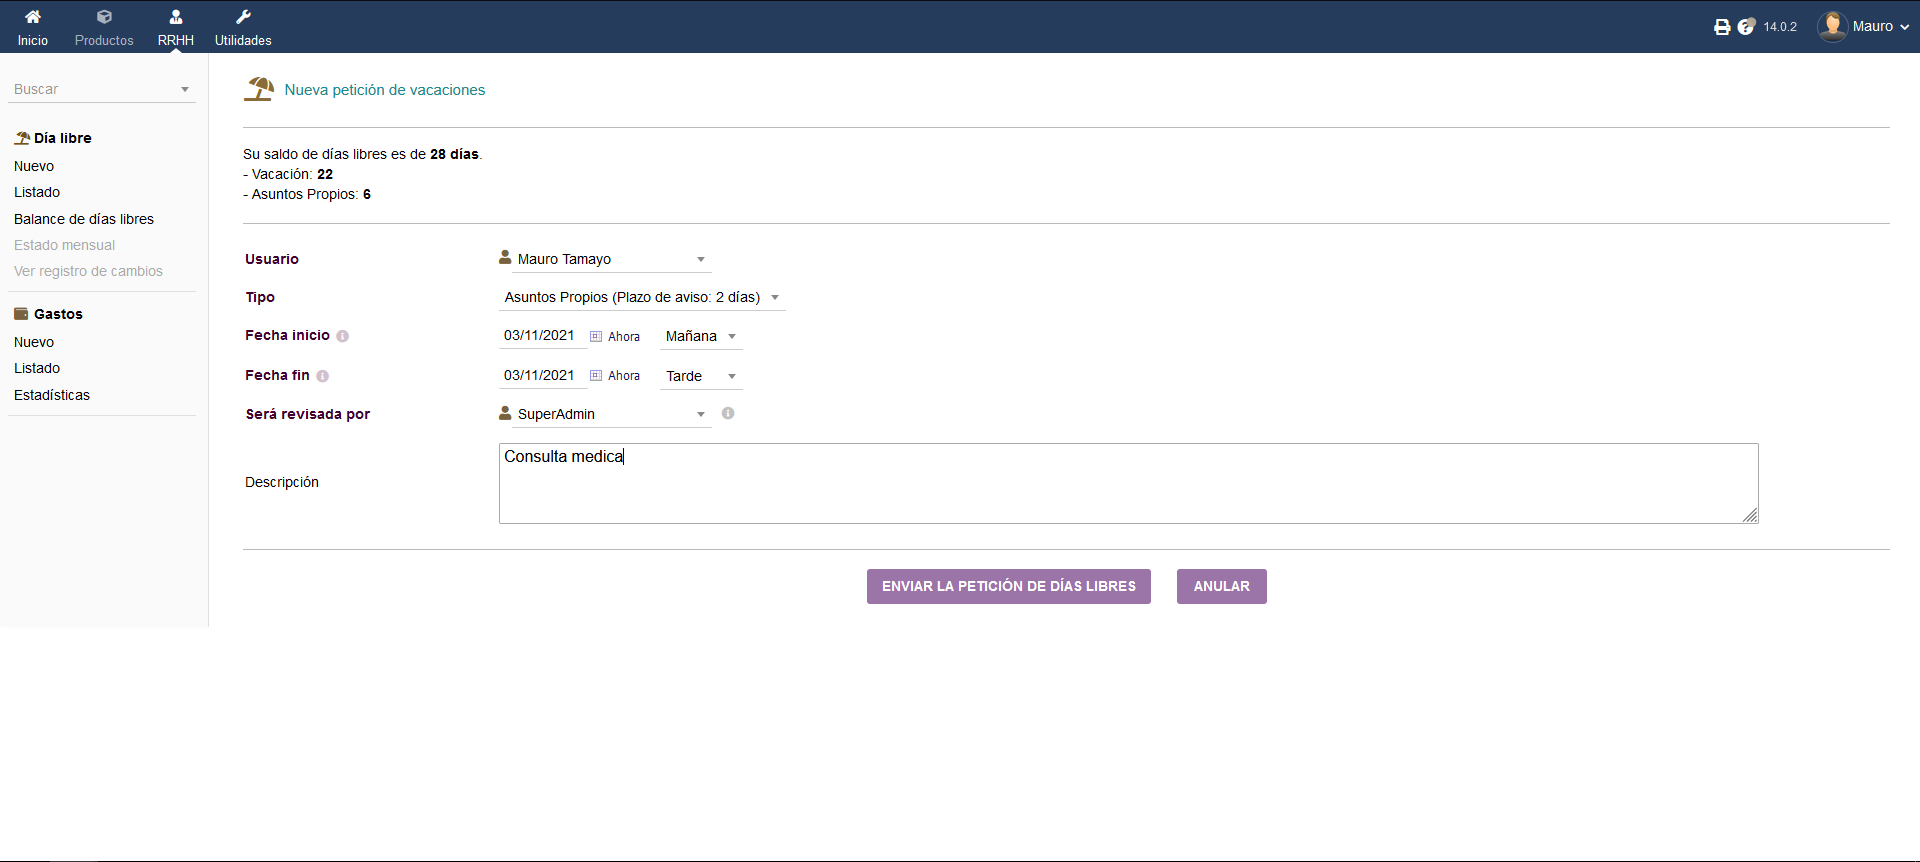 Inicio Productos RRHH Utilidades 14.0.2 Mauro
Buscar
Día libre
Nuevo
Listado
Balance de días libres
Estado mensual
Ver registro de cambios
Gastos
Nuevo
Listado
Estadísticas
Nueva petición de vacaciones
Su saldo de días libres es de 28 días.
- Vacación: 22
- Asuntos Propios: 6
Usuario Mauro Tamayo
Tipo Asuntos Propios (Plazo de aviso: 2 días)
Fecha inicio 03/11/2021 Ahora Mañana
Fecha fin 03/11/2021 Ahora Tarde
Será revisada por SuperAdmin
Descripción Consulta medica
ENVIAR LA PETICIÓN DE DÍAS LIBRES ANULAR